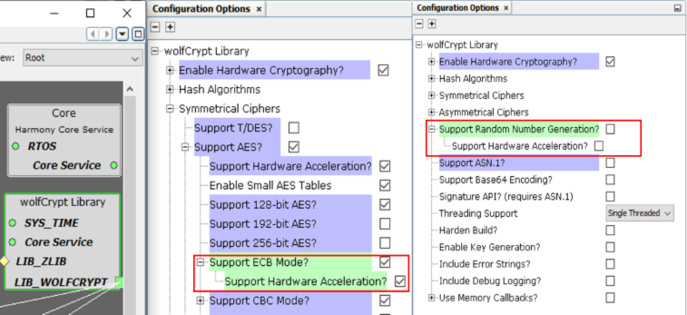 iew:
Root
Core
Harmony Core Service
RTOS
Core Service
wolfCrypt Library
SYS_TIME
Core Service
LIB_ZLIB
LIB_WOLFCRYPT
Configuration Options ×
wolfCrypt Library
Enable Hardware Cryptography?
Hash Algorithms
Symmetrical Ciphers
Support T/DES?
Support AES?
Support Hardware Acceleration?
Enable Small AES Tables
Support 128-bit AES?
Support 192-bit AES?
Support 256-bit AES?
Support ECB Mode?
Support Hardware Acceleration?
Support CBC Mode?
Configuration Options ×
wolfCrypt Library
Enable Hardware Cryptography?
Hash Algorithms
Symmetrical Ciphers
Asymmetrical Ciphers
Support Random Number Generation?
Support Hardware Acceleration?
Support ASN.1?
Support Base64 Encoding?
Signature API? (requires ASN.1)
Threading Support Single Threaded
Harden Build?
Enable Key Generation?
Include Error Strings?
Include Debug Logging?
Use Memory Callbacks?